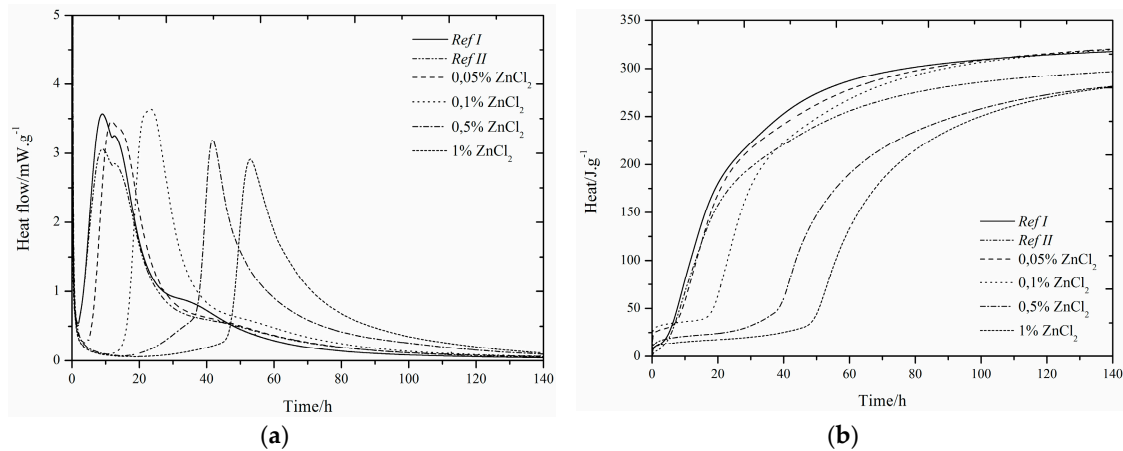 5
4
3
2
1
0
Heat flow/mW.g⁻¹
Ref I
Ref II
0,05% ZnCl₂
0,1% ZnCl₂
0,5% ZnCl₂
1% ZnCl₂
0 20 40 60 80 100 120 140
Time/h
(a)
350
300
250
200
150
100
50
0
Heat/J.g⁻¹
Ref I
Ref II
0,05% ZnCl₂
0,1% ZnCl₂
0,5% ZnCl₂
1% ZnCl₂
0 20 40 60 80 100 120 140
Time/h
(b)